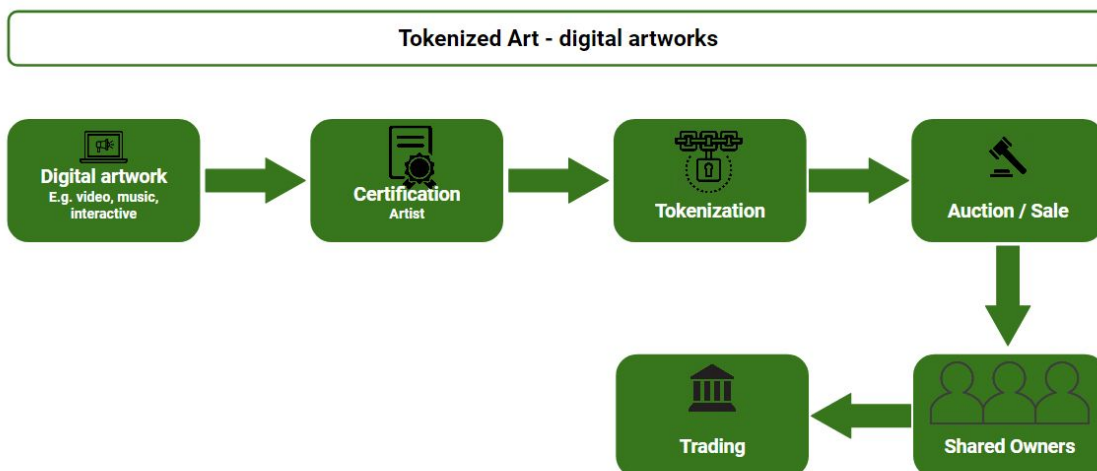 Tokenized Art - digital artworks
Digital artwork
E.g. video, music,
interactive
Certification
Artist
Tokenization
Auction / Sale
Trading
Shared Owners